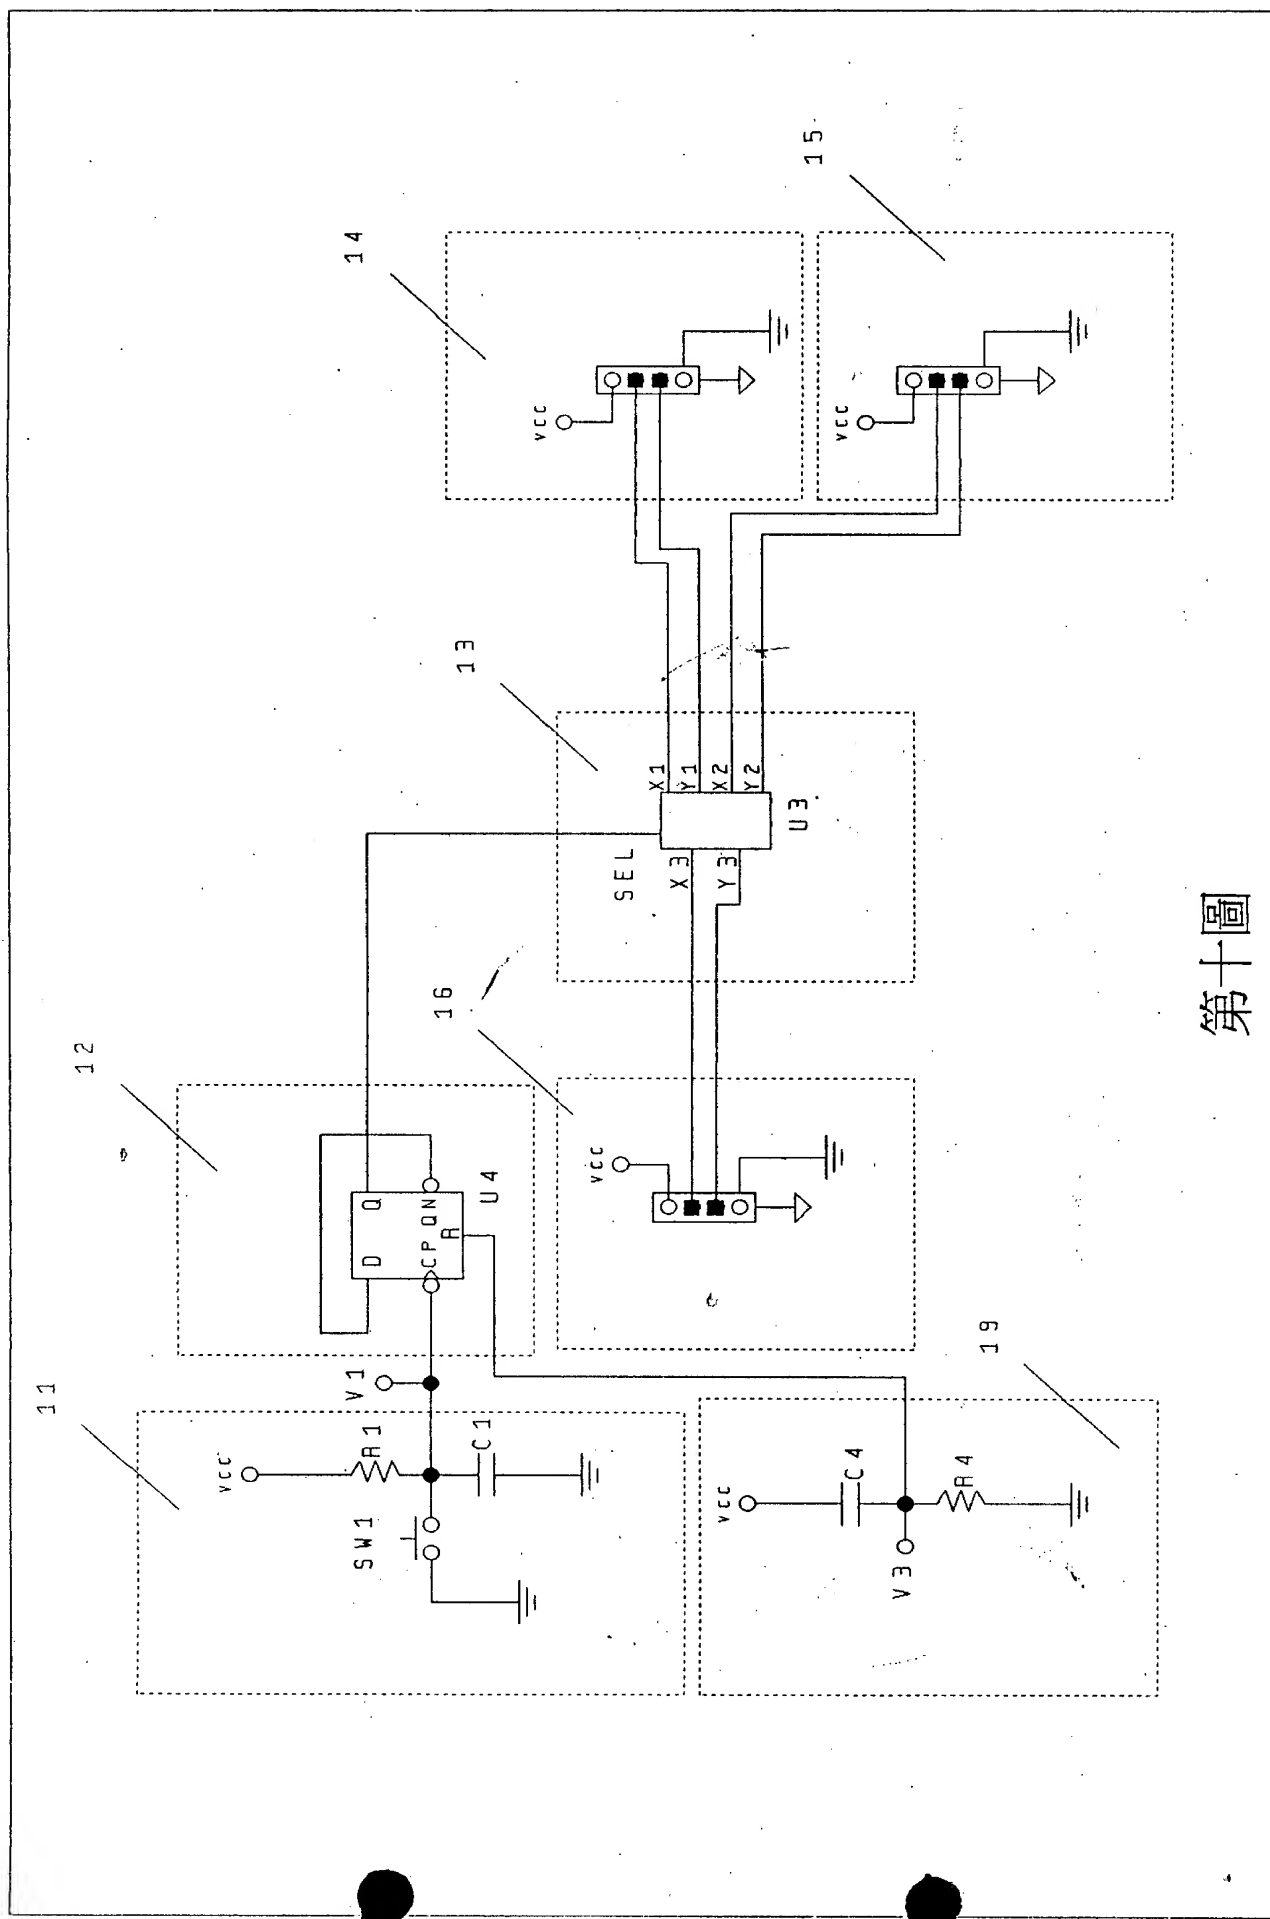 11
VCC
R1
SW1
C1
V1
12
D
Q
CP
QN
R
U4
16
VCC
13
SEL
X3
Y3
X1
Y1
X2
Y2
U3
14
VCC
15
VCC
19
VCC
C4
V3
R4
第十圖